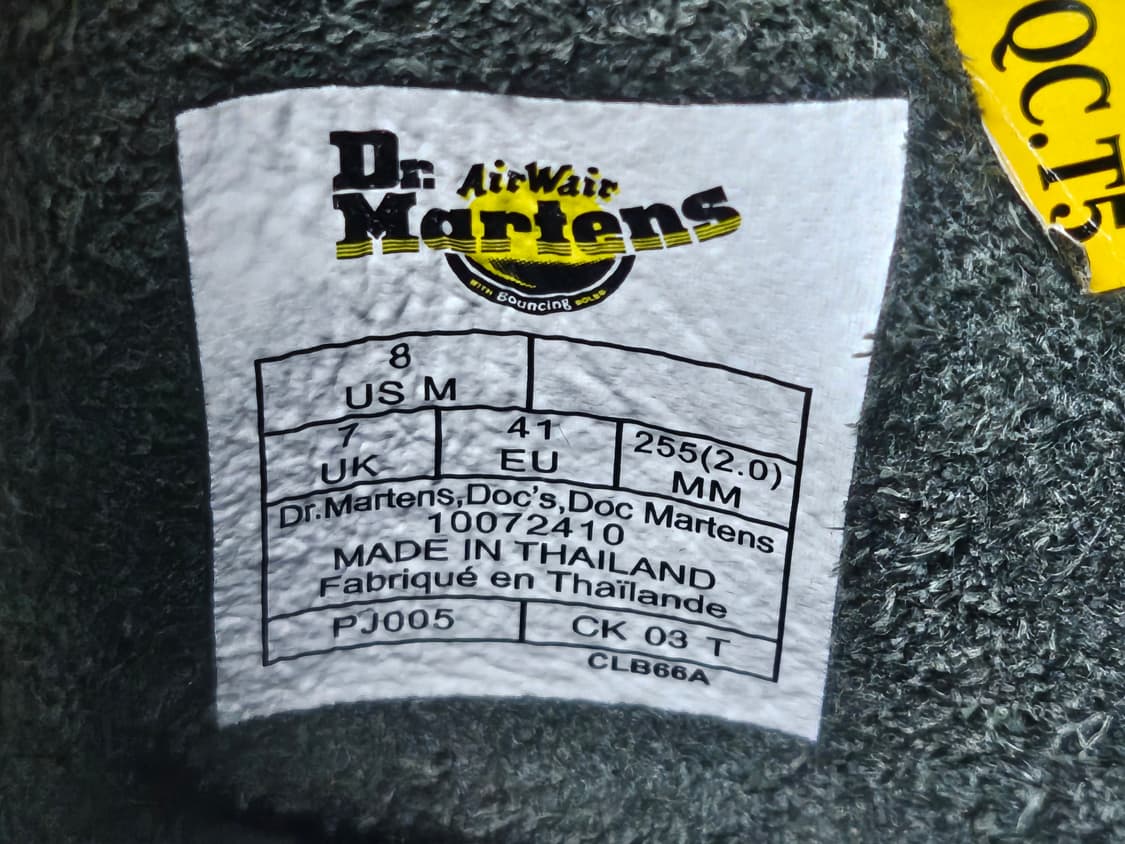 Dr.
AirWair
Martens
WITH Bouncing SOLES
8
US M
7
UK
41
EU
255(2.0)
MM
Dr.Martens,Doc's,Doc Martens
10072410
MADE IN THAILAND
Fabriqué en Thaïlande
PJ005
CK 03 T
CLB66A
QC.T5